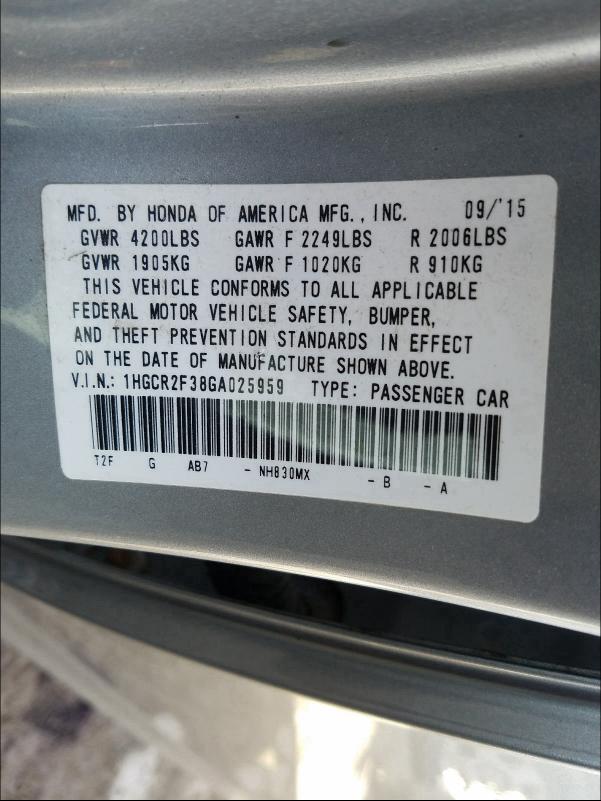 MFD. BY HONDA OF AMERICA MFG., INC. 09/'15
GVWR 4200LBS GAWR F 2249LBS R 2006LBS
GVWR 1905KG GAWR F 1020KG R 910KG
THIS VEHICLE CONFORMS TO ALL APPLICABLE
FEDERAL MOTOR VEHICLE SAFETY, BUMPER,
AND THEFT PREVENTION STANDARDS IN EFFECT
ON THE DATE OF MANUFACTURE SHOWN ABOVE.
V.I.N.: 1HGCR2F38GA025959 TYPE: PASSENGER CAR
T2F G AB7 - NH830MX - B - A